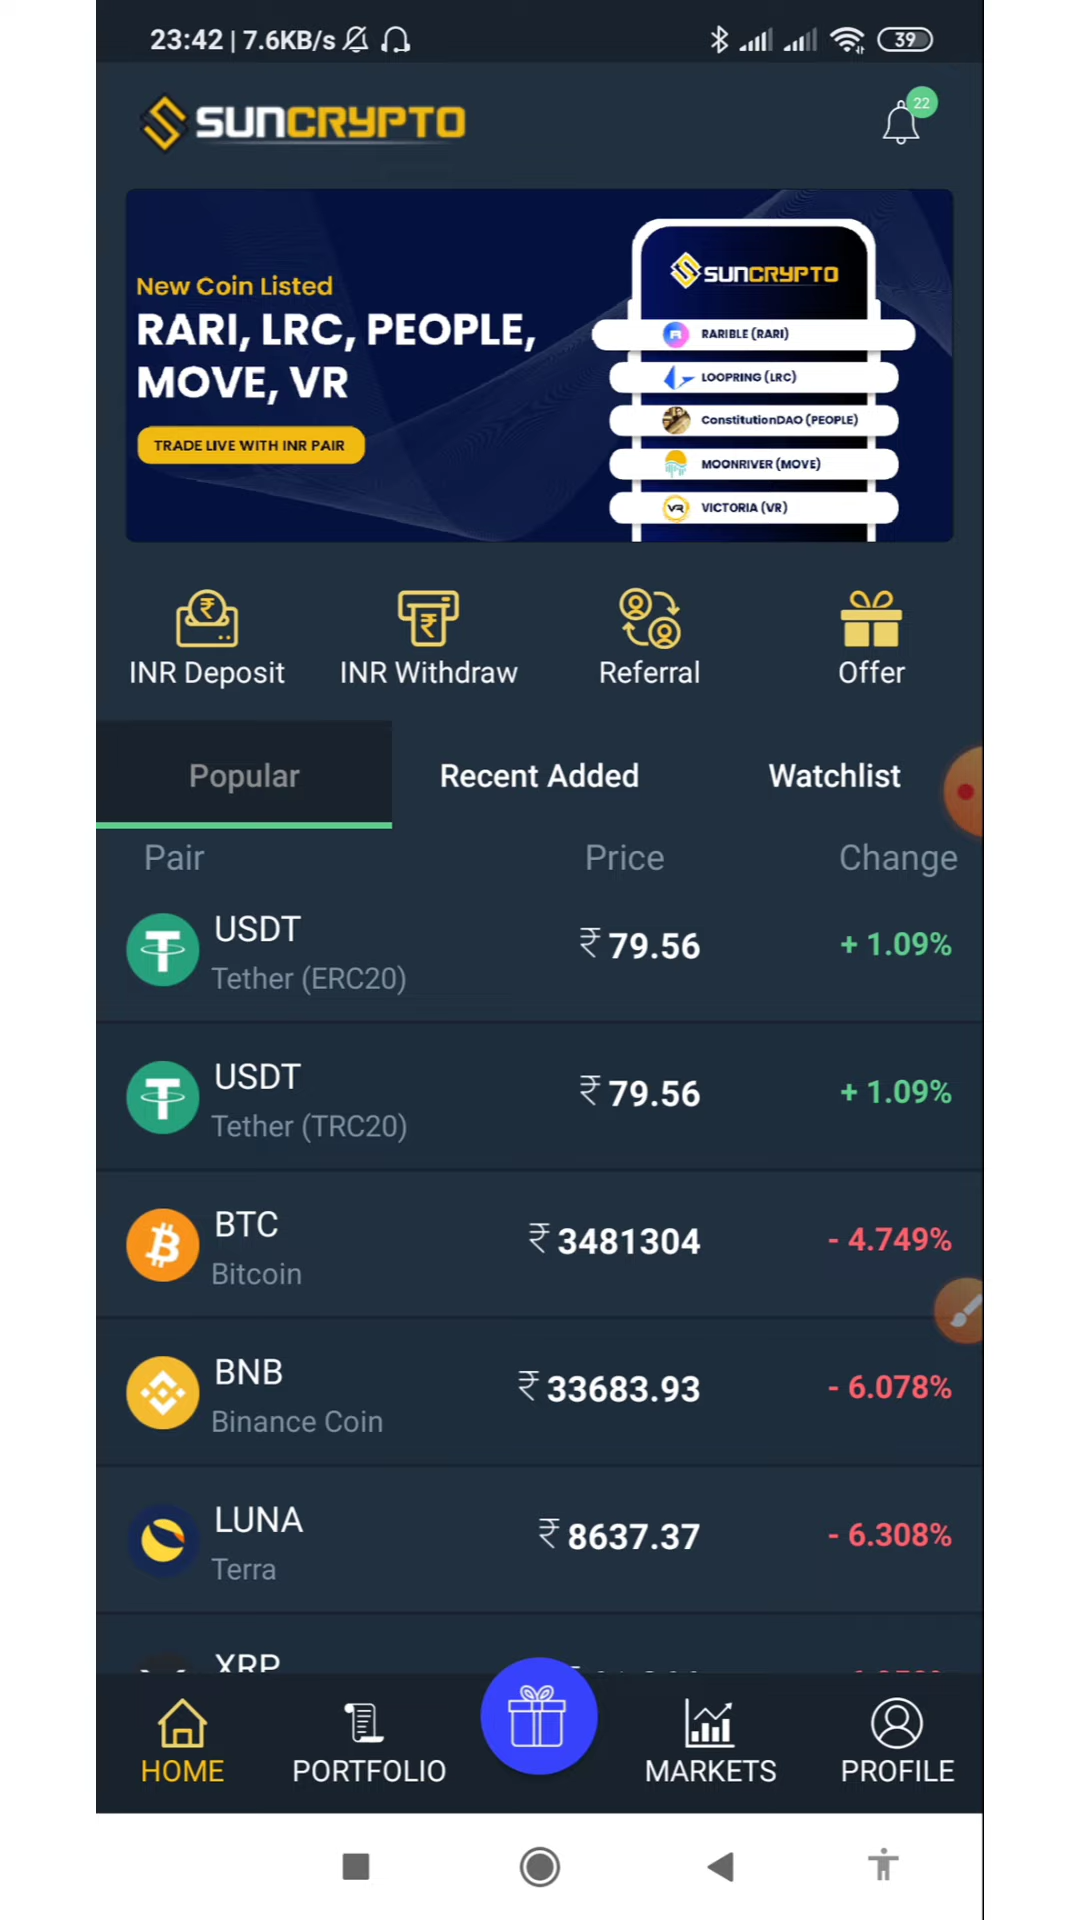 23:42 | 7.6KB/s
39
SUNCRYPTO
22
New Coin Listed
RARI, LRC, PEOPLE,
MOVE, VR
TRADE LIVE WITH INR PAIR
SUNCRYPTO
RARIBLE (RARI)
LOOPRING (LRC)
ConstitutionDAO (PEOPLE)
MOONRIVER (MOVE)
VR
VICTORIA (VR)
INR Deposit
INR Withdraw
Referral
Offer
Popular
Recent Added
Watchlist
Pair
Price
Change
USDT
₹ 79.56
+ 1.09%
Tether (ERC20)
USDT
₹ 79.56
+ 1.09%
Tether (TRC20)
BTC
₹ 3481304
- 4.749%
Bitcoin
BNB
₹ 33683.93
- 6.078%
Binance Coin
LUNA
₹ 8637.37
- 6.308%
Terra
XRP
HOME
PORTFOLIO
MARKETS
PROFILE